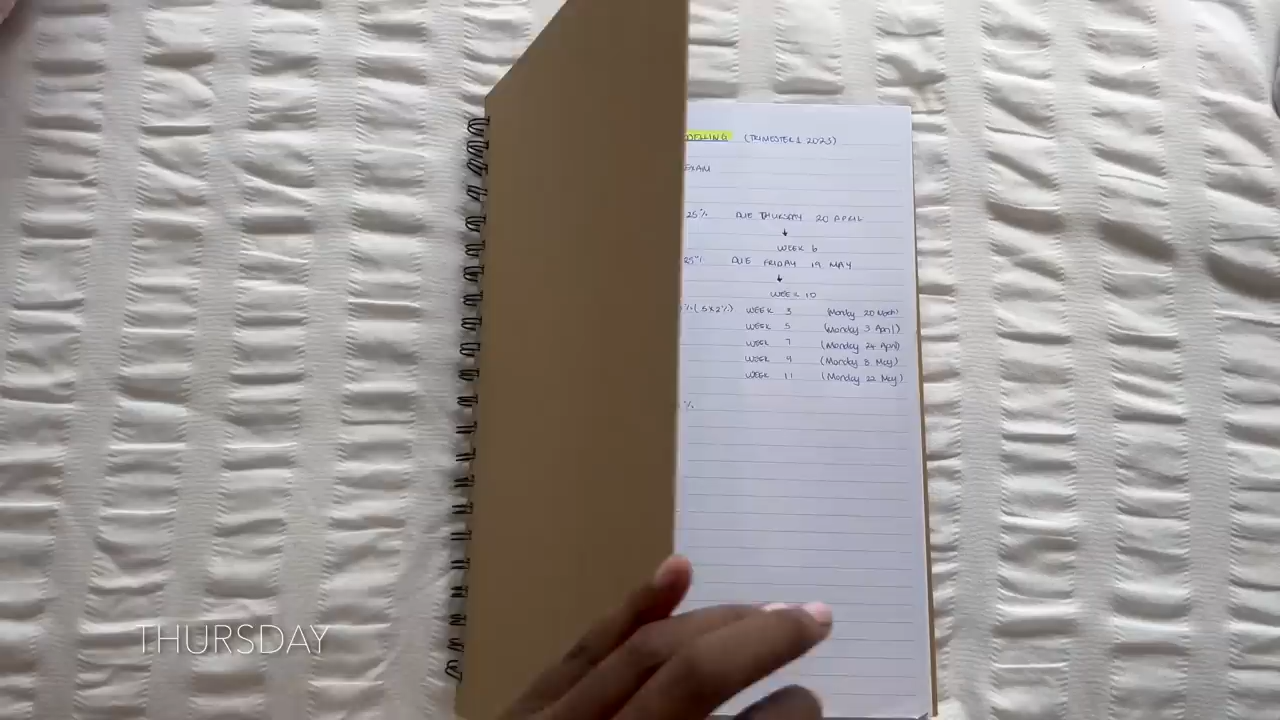 (TRIMESTER 1 2023)
EXAM
25% DUE THURSDAY 20 APRIL
↓
WEEK 6
25% DUE FRIDAY 19 MAY
↓
WEEK 10
%(5X2%) WEEK 3 (Monday 20 March)
WEEK 5 (Monday 3 April)
WEEK 7 (Monday 24 April)
WEEK 9 (Monday 8 May)
WEEK 11 (Monday 22 May)
%
THURSDAY